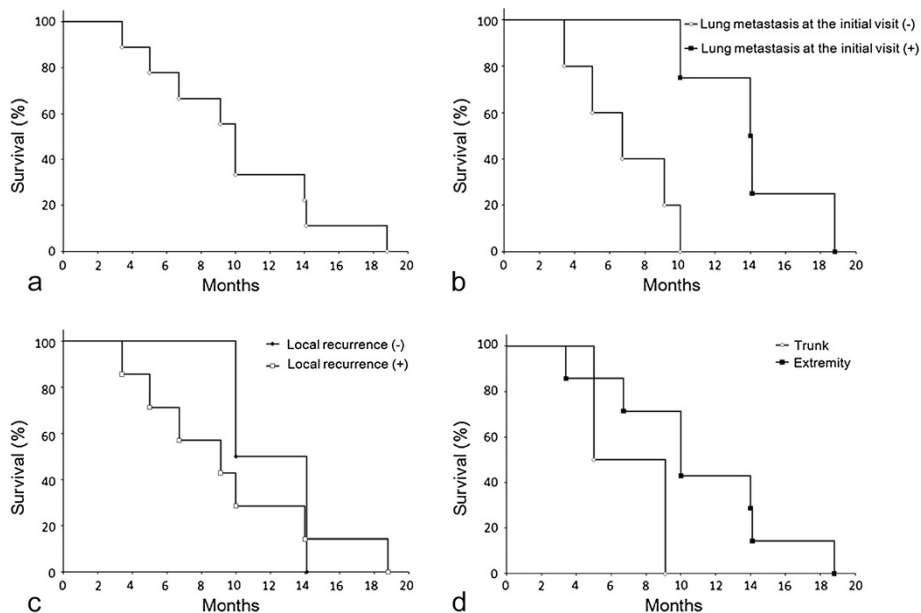 100
80
60
40
20
0
Survival (%)
0 2 4 6 8 10 12 14 16 18 20
Months
a
100
80
60
40
20
0
Survival (%)
Lung metastasis at the initial visit (-)
Lung metastasis at the initial visit (+)
0 2 4 6 8 10 12 14 16 18 20
Months
b
100
80
60
40
20
0
Survival (%)
Local recurrence (-)
Local recurrence (+)
0 2 4 6 8 10 12 14 16 18 20
Months
c
100
80
60
40
20
0
Survival (%)
Trunk
Extremity
0 2 4 6 8 10 12 14 16 18 20
Months
d